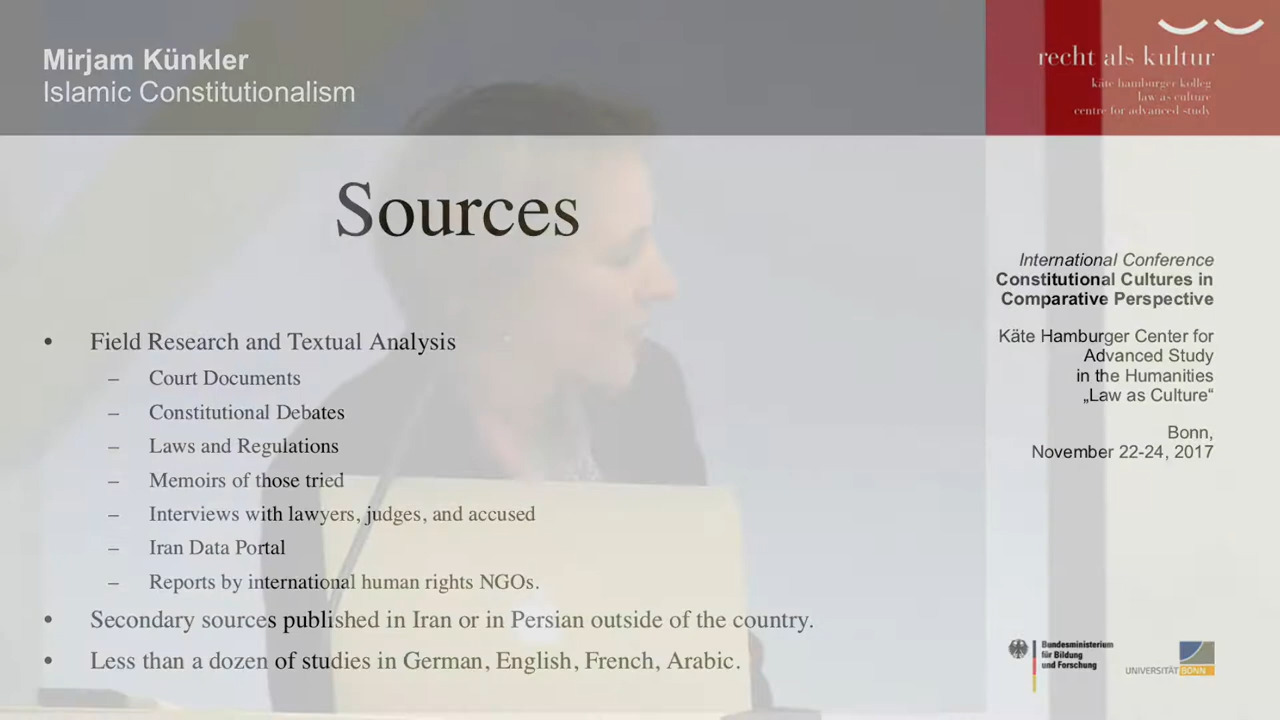 Mirjam Künkler
Islamic Constitutionalism
recht als kultur
käte hamburger kolleg
law as culture
centre for advanced study
Sources
• Field Research and Textual Analysis
– Court Documents
– Constitutional Debates
– Laws and Regulations
– Memoirs of those tried
– Interviews with lawyers, judges, and accused
– Iran Data Portal
– Reports by international human rights NGOs.
• Secondary sources published in Iran or in Persian outside of the country.
• Less than a dozen of studies in German, English, French, Arabic.
International Conference
Constitutional Cultures in
Comparative Perspective
Käte Hamburger Center for
Advanced Study
in the Humanities
„Law as Culture“
Bonn,
November 22-24, 2017
Bundesministerium
für Bildung
und Forschung
UNIVERSITÄT BONN